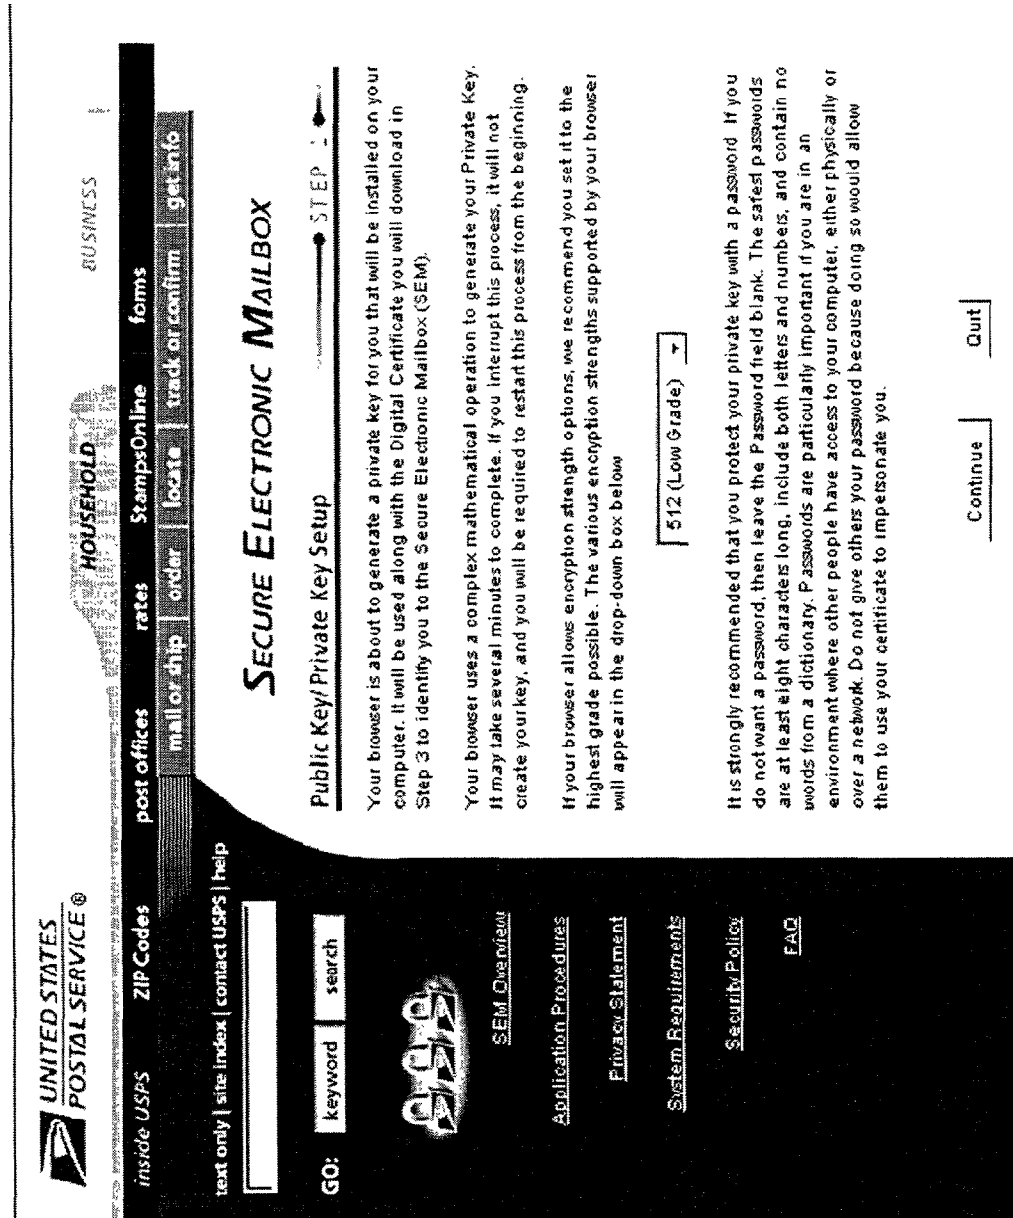 UNITED STATES
POSTAL SERVICE ®
HOUSEHOLD
BUSINESS
inside USPS
ZIP Codes
post offices
rates
StampsOnline
forms
mail or ship
order
locate
track or confirm
get info
text only | site index | contact USPS | help
GO:
keyword
search
SEM Overview
Application Procedures
Privacy Statement
System Requirements
Security Policy
FAQ
SECURE ELECTRONIC MAILBOX
Public Key/Private Key Setup
STEP 1
Your browser is about to generate a private key for you that will be installed on your
computer. It will be used along with the Digital Certificate you will download in
Step 3 to identify you to the Secure Electronic Mailbox (SEM).
Your browser uses a complex mathematical operation to generate your Private Key.
It may take several minutes to complete. If you interrupt this process, it will not
create your key, and you will be required to restart this process from the beginning.
If your browser allows encryption strength options, we recommend you set it to the
highest grade possible. The various encryption strengths supported by your browser
will appear in the drop-down box below
512 (Low Grade)
It is strongly recommended that you protect your private key with a password If you
do not want a password, then leave the Password field blank. The safest passwords
are at least eight characters long, include both letters and numbers, and contain no
words from a dictionary. Passwords are particularly important if you are in an
environment where other people have access to your computer, either physically or
over a network. Do not give others your password because doing so would allow
them to use your certificate to impersonate you.
Continue
Quit